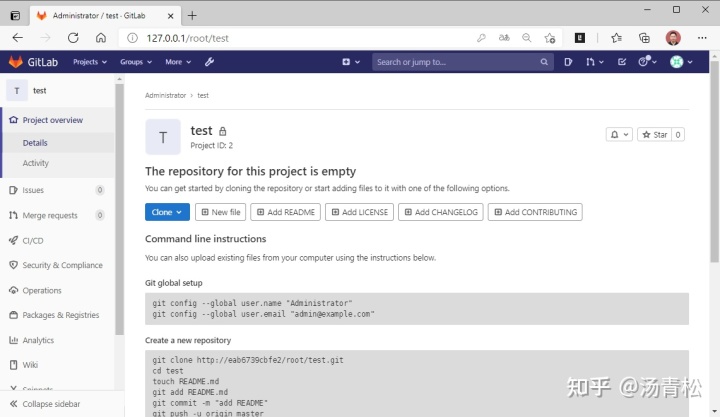 Administrator / test · GitLab
127.0.0.1/root/test
GitLab
Projects
Groups
More
Search or jump to...
T
test
Project overview
Details
Activity
Issues
0
Merge requests
0
CI/CD
Security & Compliance
Operations
Packages & Registries
Analytics
Wiki
Snippets
Collapse sidebar
Administrator > test
T
test
Project ID: 2
Star
0
The repository for this project is empty
You can get started by cloning the repository or start adding files to it with one of the following options.
Clone
New file
Add README
Add LICENSE
Add CHANGELOG
Add CONTRIBUTING
Command line instructions
You can also upload existing files from your computer using the instructions below.
Git global setup
git config --global user.name "Administrator"
git config --global user.email "admin@example.com"
Create a new repository
git clone http://eab6739cbfe2/root/test.git
cd test
touch README.md
git add README.md
git commit -m "add README"
git push -u origin master
知乎 @汤青松